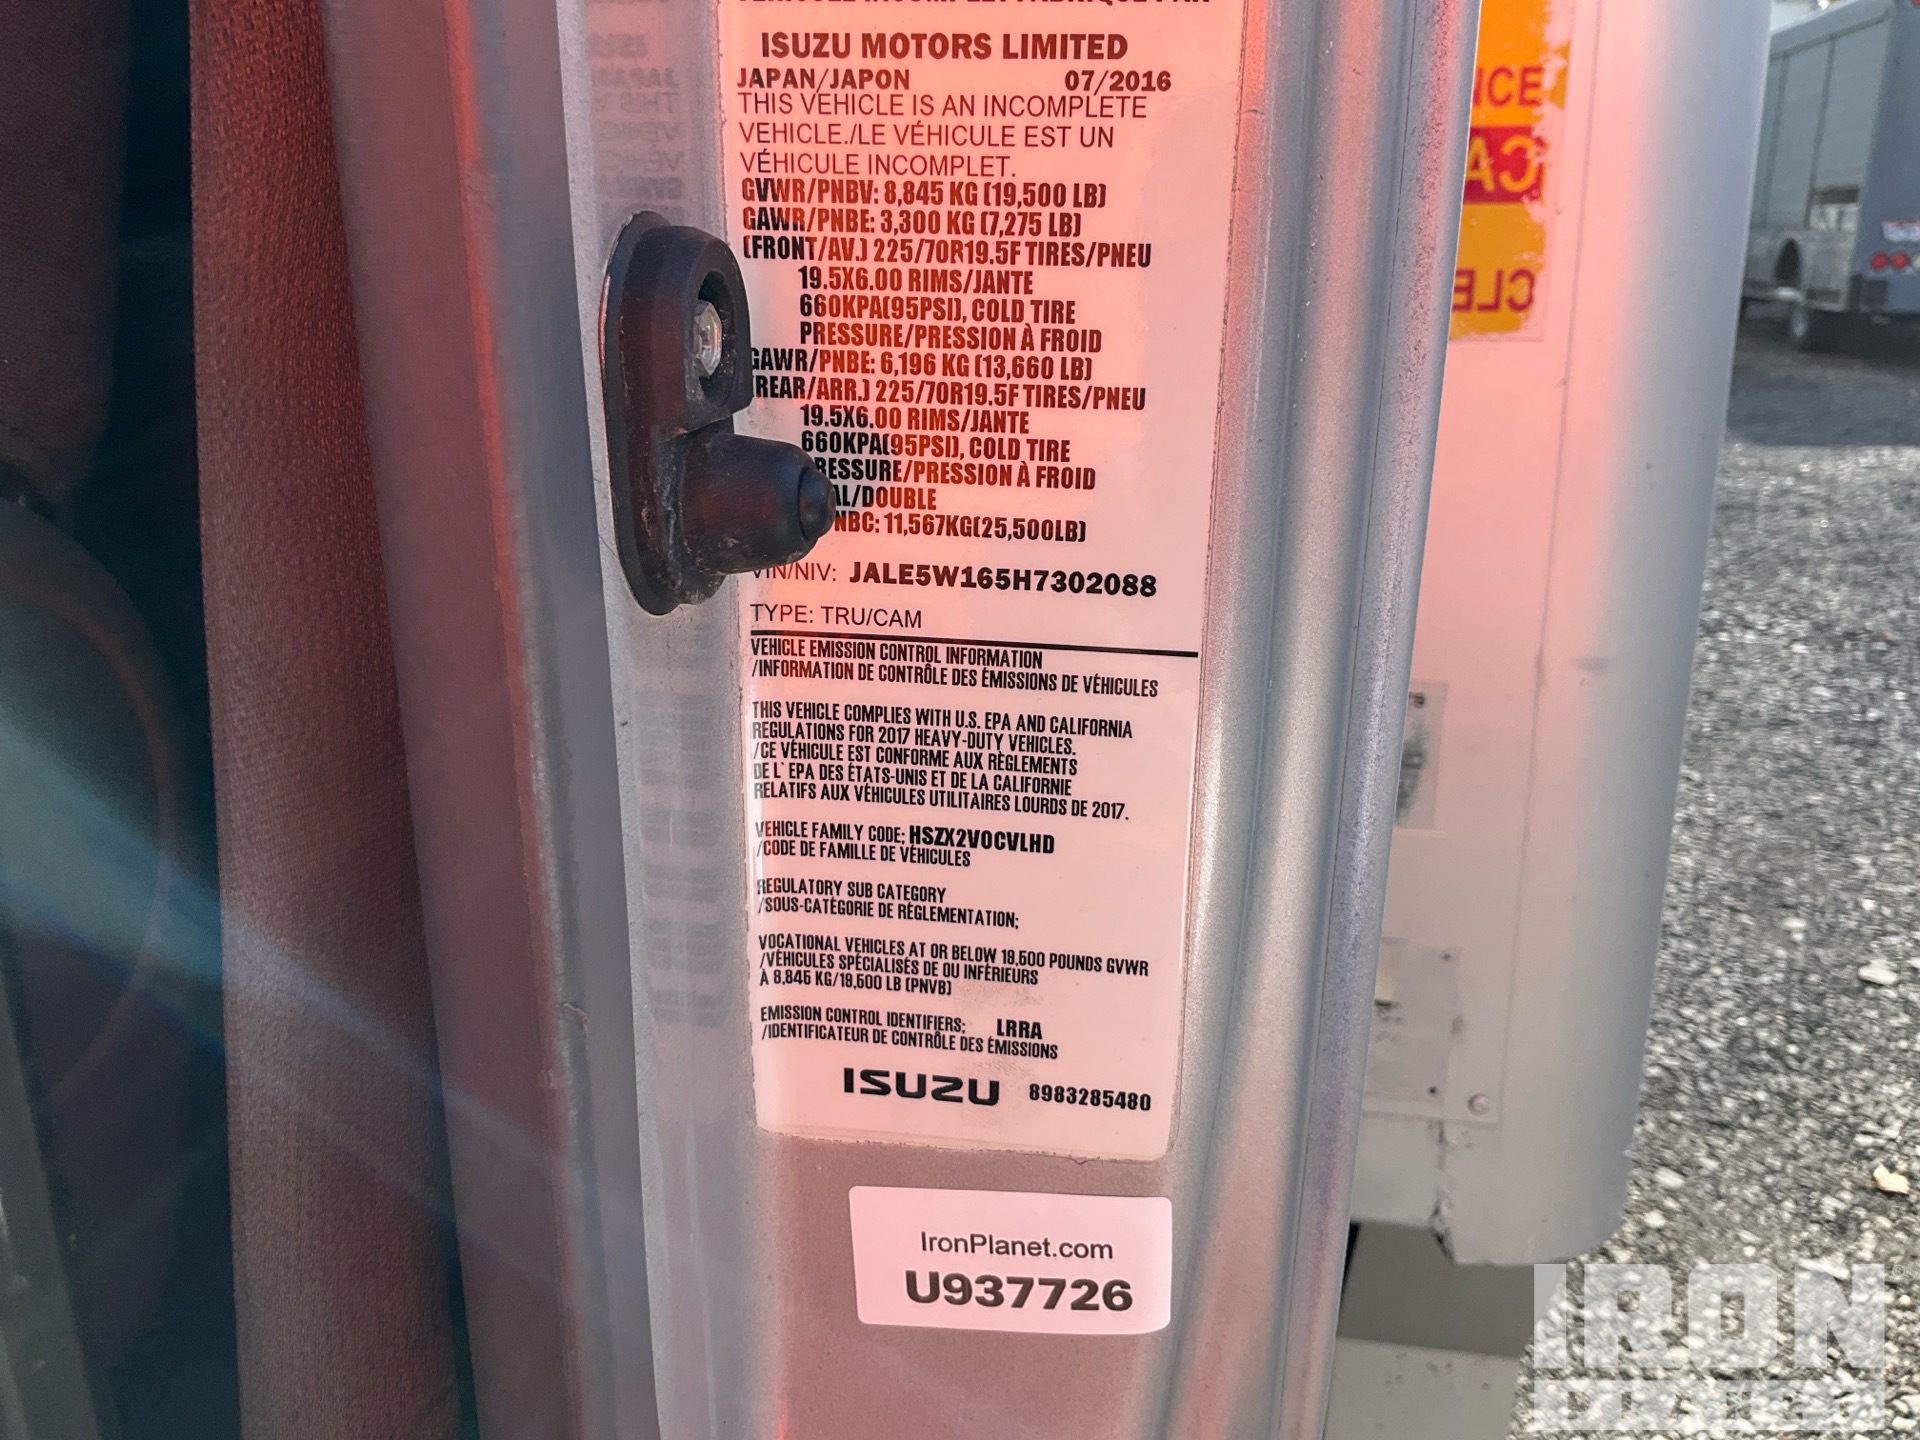 ISUZU MOTORS LIMITED
JAPAN/JAPON 07/2016
THIS VEHICLE IS AN INCOMPLETE
VEHICLE./LE VÉHICULE EST UN
VÉHICULE INCOMPLET.
GVWR/PNBV: 8,845 KG (19,500 LB)
GAWR/PNBE: 3,300 KG (7,275 LB)
(FRONT/AV.) 225/70R19.5F TIRES/PNEU
19.5X6.00 RIMS/JANTE
660KPA(95PSI), COLD TIRE
PRESSURE/PRESSION À FROID
GAWR/PNBE: 6,196 KG (13,660 LB)
(REAR/ARR.) 225/70R19.5F TIRES/PNEU
19.5X6.00 RIMS/JANTE
660KPA(95PSI), COLD TIRE
PRESSURE/PRESSION À FROID
AL/DOUBLE
NBC: 11,567KG(25,500LB)
VIN/NIV: JALE5W165H7302088
TYPE: TRU/CAM
VEHICLE EMISSION CONTROL INFORMATION
/INFORMATION DE CONTRÔLE DES ÉMISSIONS DE VÉHICULES
THIS VEHICLE COMPLIES WITH U.S. EPA AND CALIFORNIA
REGULATIONS FOR 2017 HEAVY-DUTY VEHICLES.
/CE VÉHICULE EST CONFORME AUX RÈGLEMENTS
DE L' EPA DES ÉTATS-UNIS ET DE LA CALIFORNIE
RELATIFS AUX VÉHICULES UTILITAIRES LOURDS DE 2017.
VEHICLE FAMILY CODE: HSZX2VOCVLHD
/CODE DE FAMILLE DE VÉHICULES
REGULATORY SUB CATEGORY
/SOUS-CATÉGORIE DE RÉGLEMENTATION;
VOCATIONAL VEHICLES AT OR BELOW 19,500 POUNDS GVWR
/VÉHICULES SPÉCIALISÉS DE OU INFÉRIEURS
À 8,845 KG/19,500 LB (PNVB)
EMISSION CONTROL IDENTIFIERS: LRRA
/IDENTIFICATEUR DE CONTRÔLE DES ÉMISSIONS
ISUZU 8983285480
IronPlanet.com
U937726
IRON
PLANET